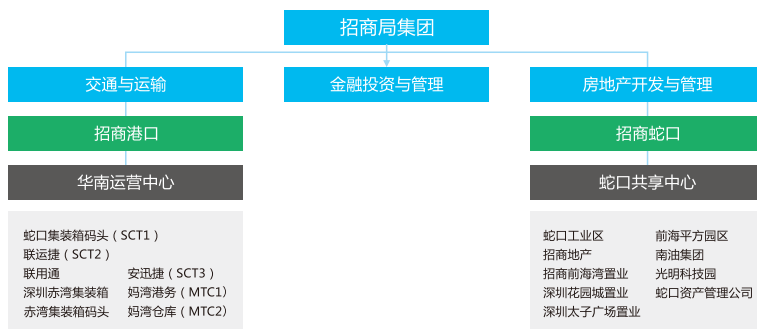 招商局集团
交通与运输
金融投资与管理
房地产开发与管理
招商港口
招商蛇口
华南运营中心
蛇口共享中心
蛇口集装箱码头（SCT1）
联运捷（SCT2）
联用通
安迅捷（SCT3）
深圳赤湾集装箱
妈湾港务（MTC1）
赤湾集装箱码头
妈湾仓库（MTC2）
蛇口工业区
前海平方园区
招商地产
南油集团
招商前海湾置业
光明科技园
深圳花园城置业
蛇口资产管理公司
深圳太子广场置业